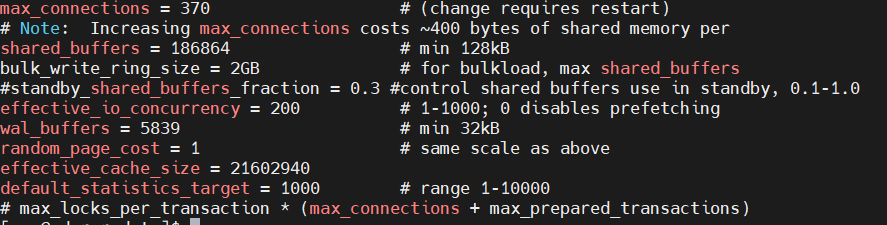 max_connections = 370                   # (change requires restart)
# Note:  Increasing max_connections costs ~400 bytes of shared memory per
shared_buffers = 186864                 # min 128kB
bulk_write_ring_size = 2GB              # for bulkload, max shared_buffers
#standby_shared_buffers_fraction = 0.3 #control shared buffers use in standby, 0.1-1.0
effective_io_concurrency = 200          # 1-1000; 0 disables prefetching
wal_buffers = 5839                      # min 32kB
random_page_cost = 1                    # same scale as above
effective_cache_size = 21602940
default_statistics_target = 1000        # range 1-10000
# max_locks_per_transaction * (max_connections + max_prepared_transactions)